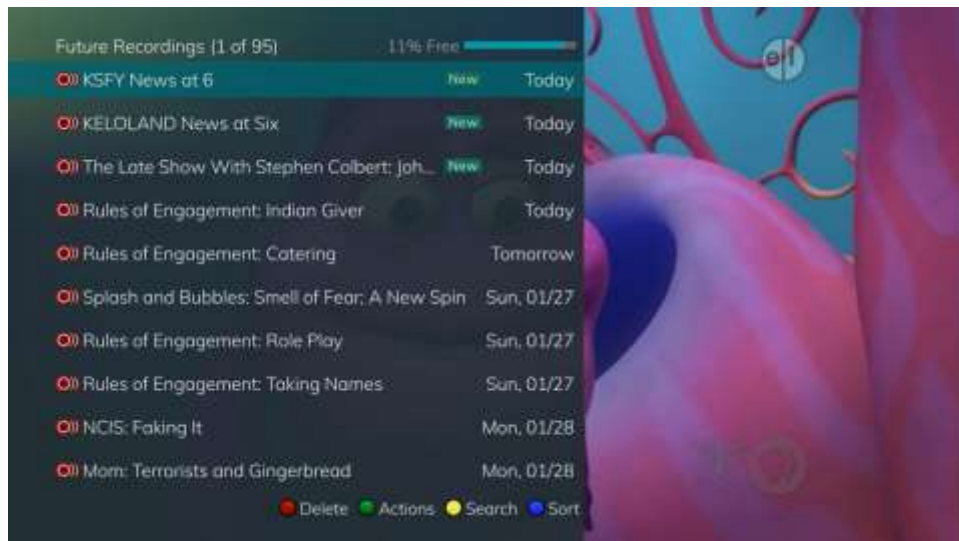 Future Recordings (1 of 95) 11% Free
KSFY News at 6 New Today
KELOLAND News at Six New Today
The Late Show With Stephen Colbert: Joh... New Today
Rules of Engagement: Indian Giver Today
Rules of Engagement: Catering Tomorrow
Splash and Bubbles: Smell of Fear; A New Spin Sun, 01/27
Rules of Engagement: Role Play Sun, 01/27
Rules of Engagement: Taking Names Sun, 01/27
NCIS: Faking It Mon, 01/28
Mom: Terrorists and Gingerbread Mon, 01/28
Delete Actions Search Sort
e/i